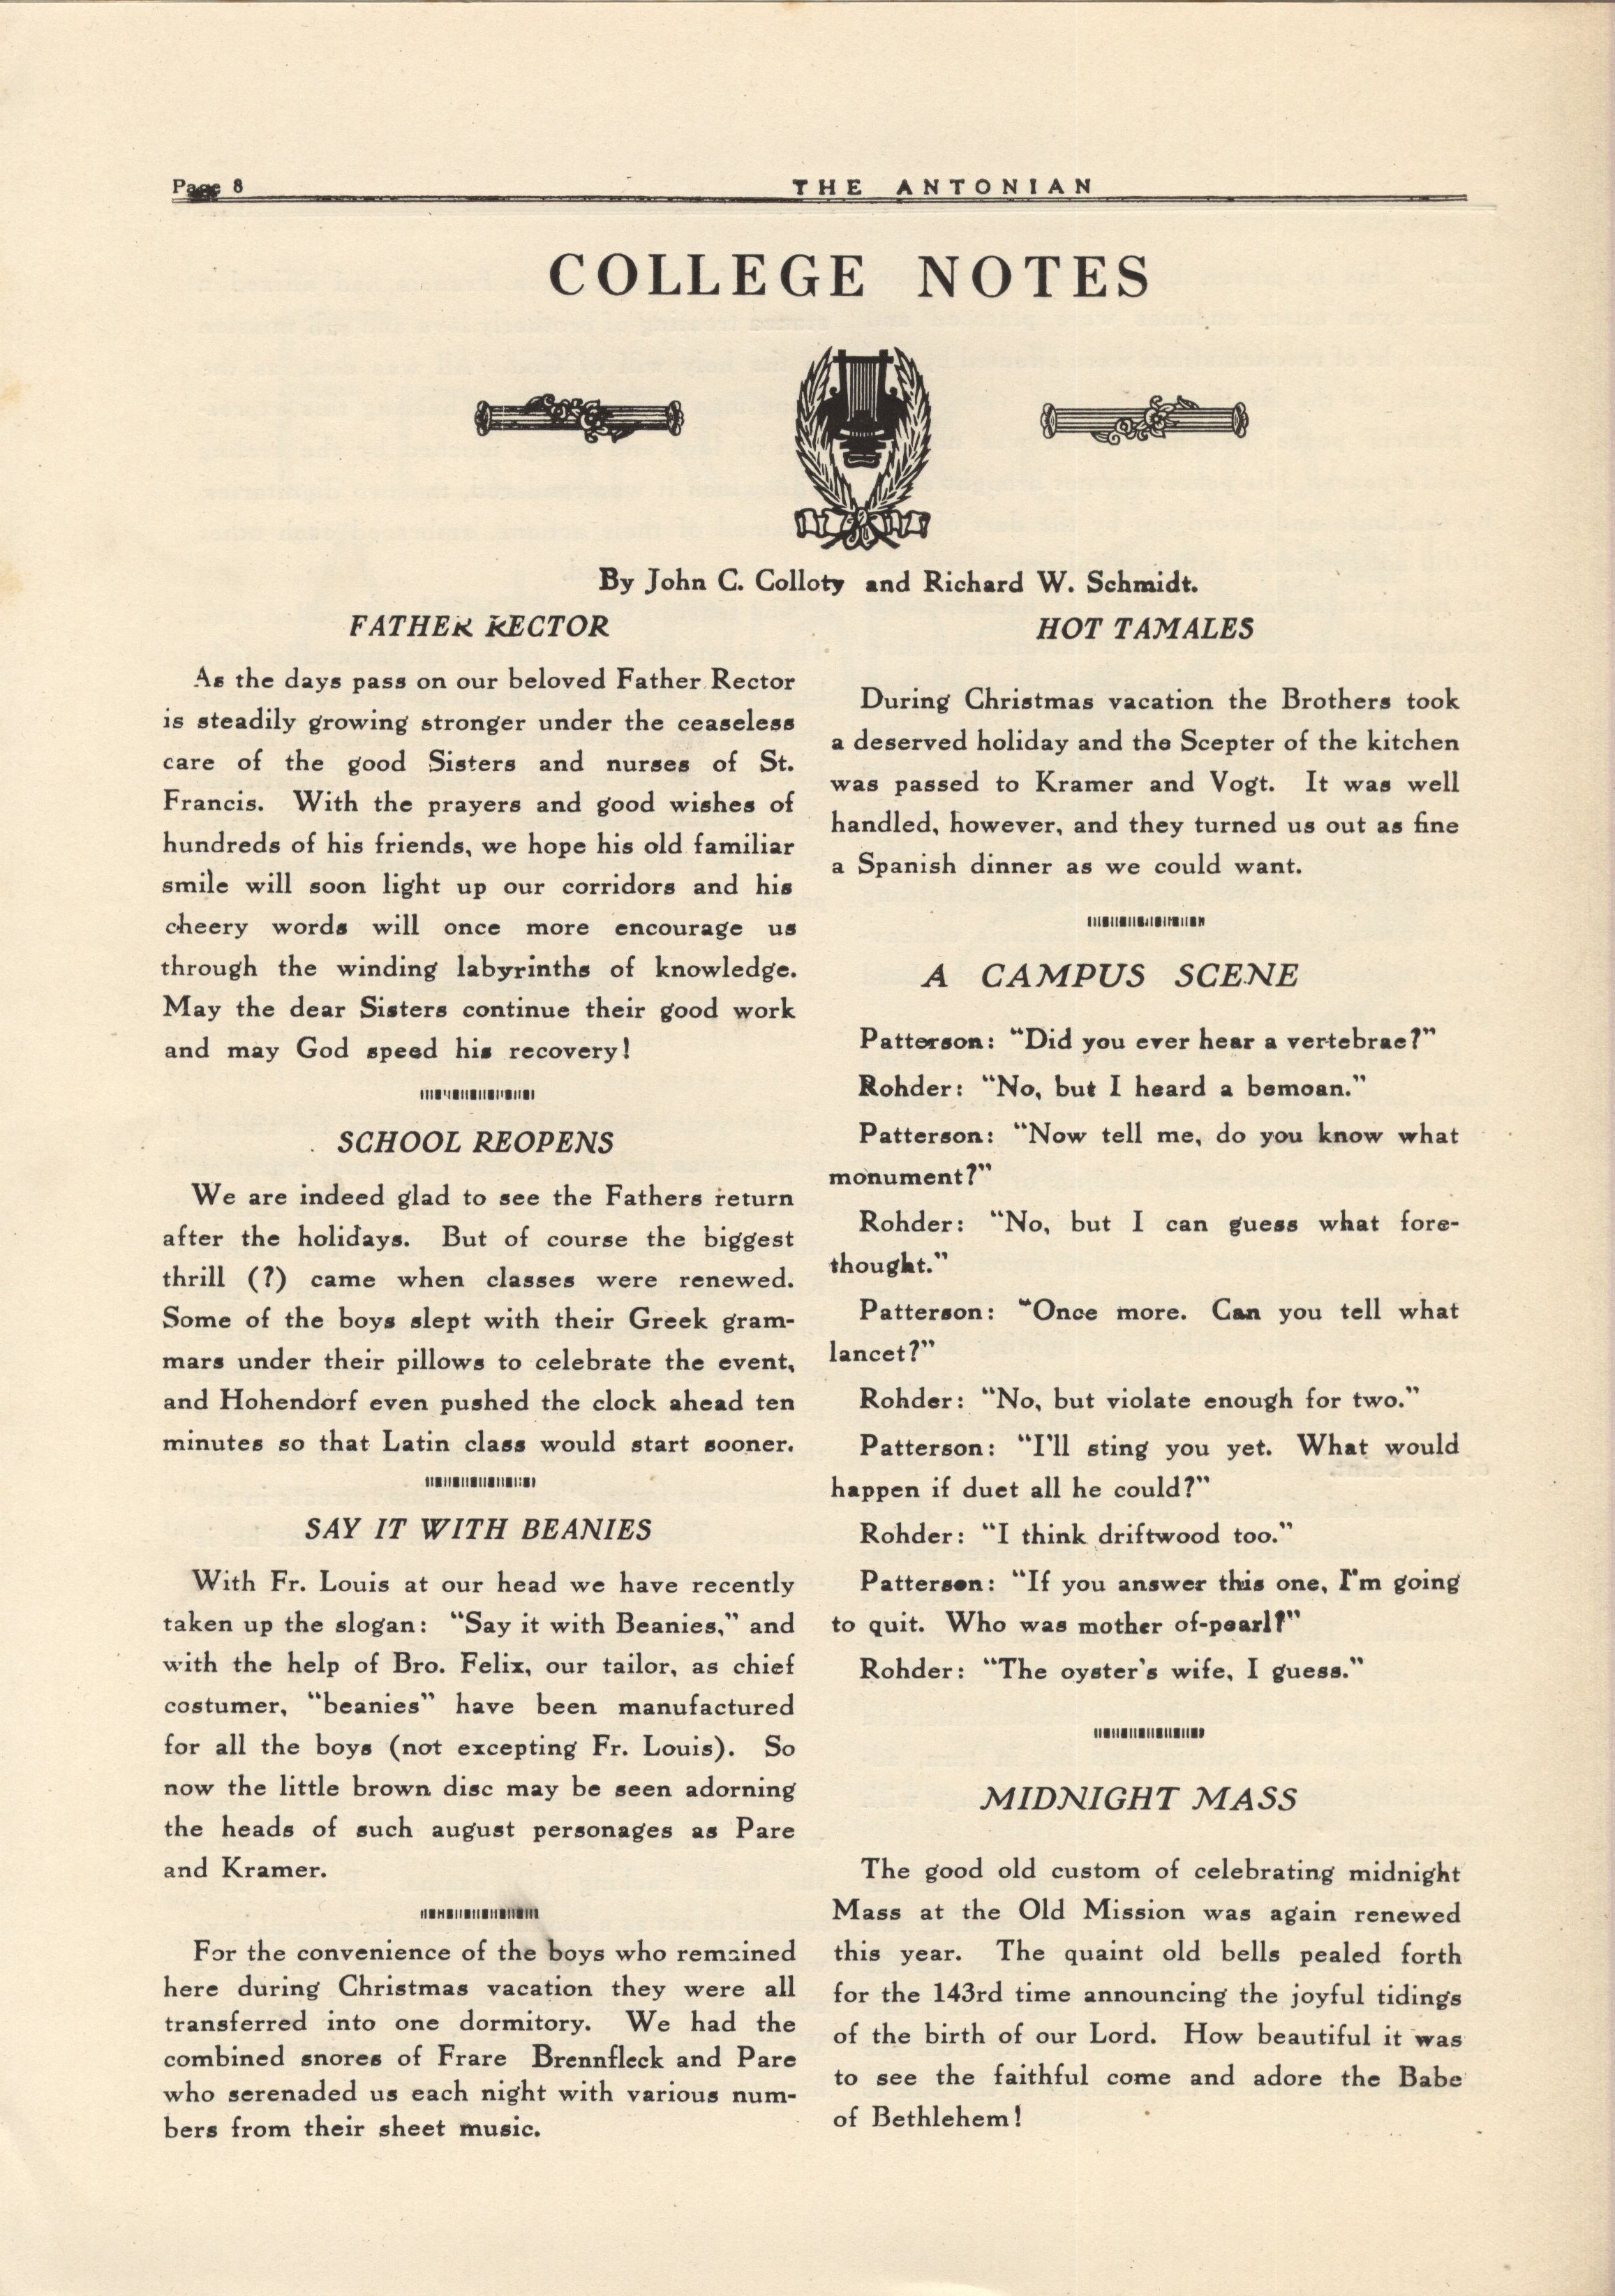 Page 8
THE ANTONIAN
COLLEGE NOTES
By John C. Colloty and Richard W. Schmidt.
FATHER RECTOR
As the days pass on our beloved Father Rector
is steadily growing stronger under the ceaseless
care of the good Sisters and nurses of St.
Francis. With the prayers and good wishes of
hundreds of his friends, we hope his old familiar
smile will soon light up our corridors and his
cheery words will once more encourage us
through the winding labyrinths of knowledge.
May the dear Sisters continue their good work
and may God speed his recovery!
SCHOOL REOPENS
We are indeed glad to see the Fathers return
after the holidays. But of course the biggest
thrill (?) came when classes were renewed.
Some of the boys slept with their Greek gram-
mars under their pillows to celebrate the event,
and Hohendorf even pushed the clock ahead ten
minutes so that Latin class would start sooner.
SAY IT WITH BEANIES
With Fr. Louis at our head we have recently
taken up the slogan: "Say it with Beanies," and
with the help of Bro. Felix, our tailor, as chief
costumer, "beanies" have been manufactured
for all the boys (not excepting Fr. Louis). So
now the little brown disc may be seen adorning
the heads of such august personages as Pare
and Kramer.
For the convenience of the boys who remained
here during Christmas vacation they were all
transferred into one dormitory. We had the
combined snores of Frare Brennfleck and Pare
who serenaded us each night with various num-
bers from their sheet music.
HOT TAMALES
During Christmas vacation the Brothers took
a deserved holiday and the Scepter of the kitchen
was passed to Kramer and Vogt. It was well
handled, however, and they turned us out as fine
a Spanish dinner as we could want.
A CAMPUS SCENE
Patterson: "Did you ever hear a vertebrae?"
Rohder: "No, but I heard a bemoan."
Patterson: "Now tell me, do you know what
monument?"
Rohder: "No, but I can guess what fore-
thought."
Patterson: "Once more. Can you tell what
lancet?"
Rohder: "No, but violate enough for two."
Patterson: "I'll sting you yet. What would
happen if duet all he could?"
Rohder: "I think driftwood too."
Patterson: "If you answer this one, I'm going
to quit. Who was mother of-pearl?"
Rohder: "The oyster's wife, I guess."
MIDNIGHT MASS
The good old custom of celebrating midnight
Mass at the Old Mission was again renewed
this year. The quaint old bells pealed forth
for the 143rd time announcing the joyful tidings
of the birth of our Lord. How beautiful it was
to see the faithful come and adore the Babe
of Bethlehem!